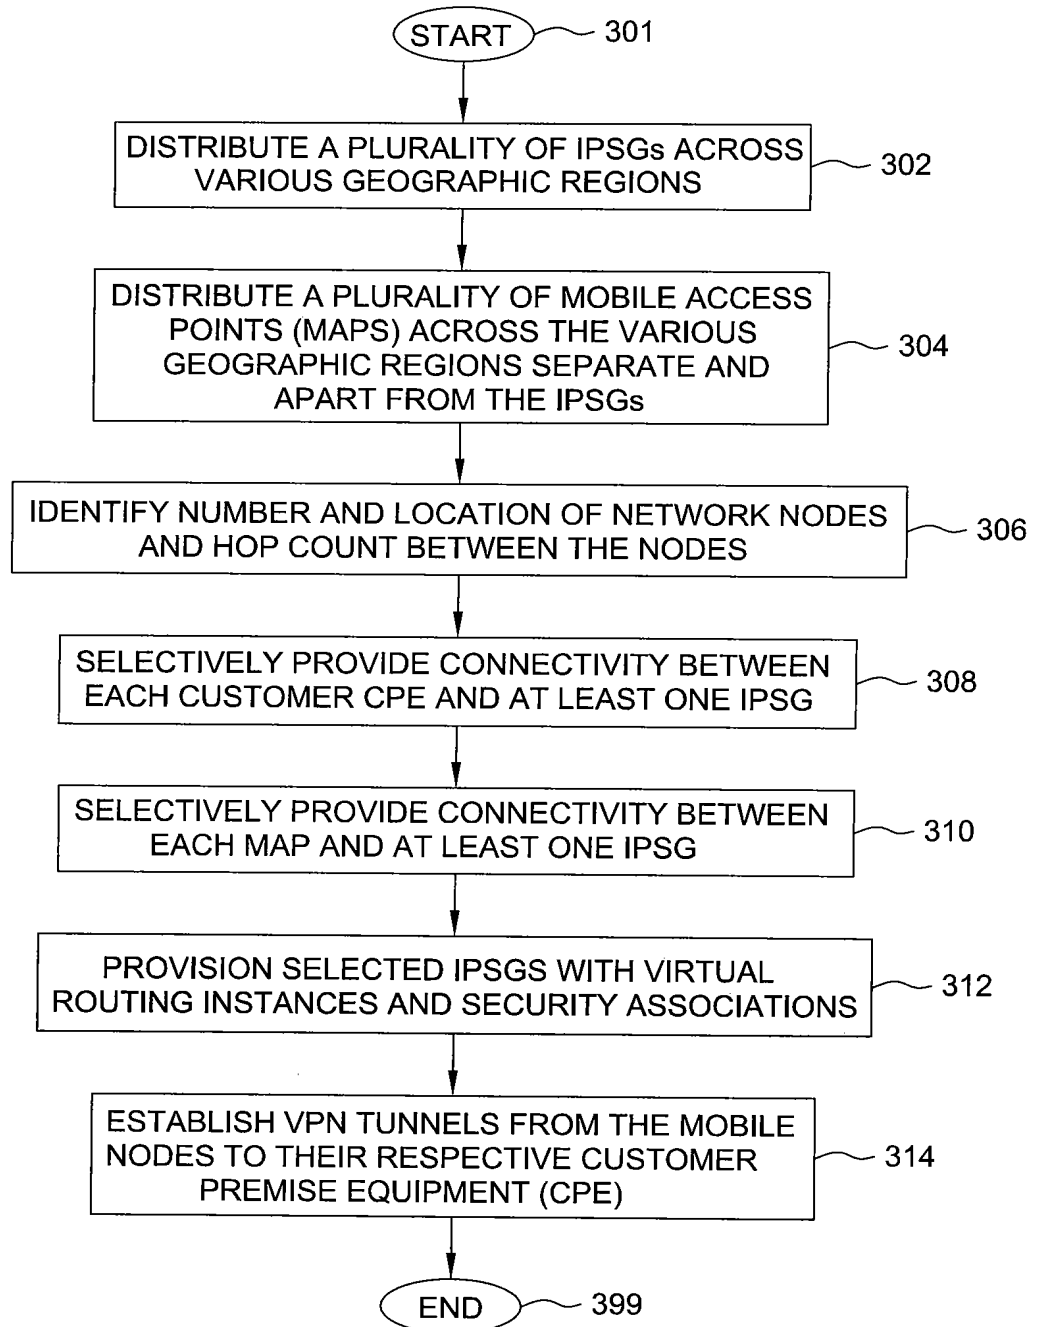 START
301
DISTRIBUTE A PLURALITY OF IPSGs ACROSS
VARIOUS GEOGRAPHIC REGIONS
302
DISTRIBUTE A PLURALITY OF MOBILE ACCESS
POINTS (MAPS) ACROSS THE VARIOUS
GEOGRAPHIC REGIONS SEPARATE AND
APART FROM THE IPSGs
304
IDENTIFY NUMBER AND LOCATION OF NETWORK NODES
AND HOP COUNT BETWEEN THE NODES
306
SELECTIVELY PROVIDE CONNECTIVITY BETWEEN
EACH CUSTOMER CPE AND AT LEAST ONE IPSG
308
SELECTIVELY PROVIDE CONNECTIVITY BETWEEN
EACH MAP AND AT LEAST ONE IPSG
310
PROVISION SELECTED IPSGS WITH VIRTUAL
ROUTING INSTANCES AND SECURITY ASSOCIATIONS
312
ESTABLISH VPN TUNNELS FROM THE MOBILE
NODES TO THEIR RESPECTIVE CUSTOMER
PREMISE EQUIPMENT (CPE)
314
END
399